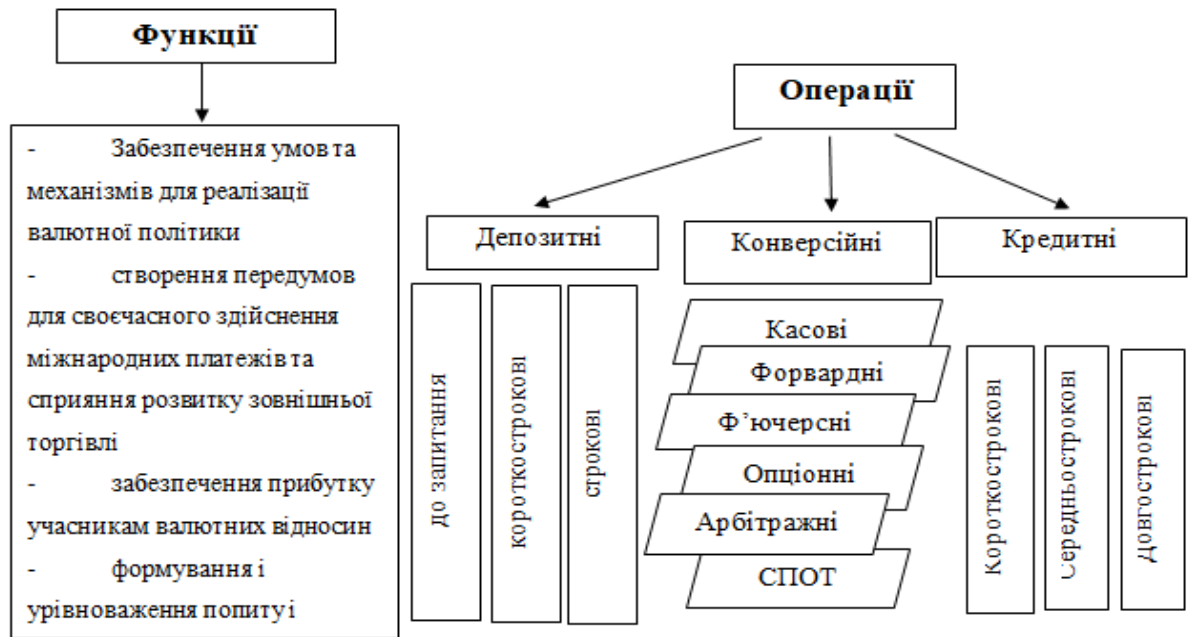 Функції
- Забезпечення умов та
механізмів для реалізації
валютної політики
- створення передумов
для своєчасного здійснення
міжнародних платежів та
сприяння розвитку зовнішньої
торгівлі
- забезпечення прибутку
учасникам валютних відносин
- формування і
урівноваження попиту і
Операції
Депозитні
до запитання
короткострокові
строкові
Конверсійні
Касові
Форвардні
Ф’ючерсні
Опціонні
Арбітражні
СПОТ
Кредитні
Короткострокові
Середньострокові
Довгострокові